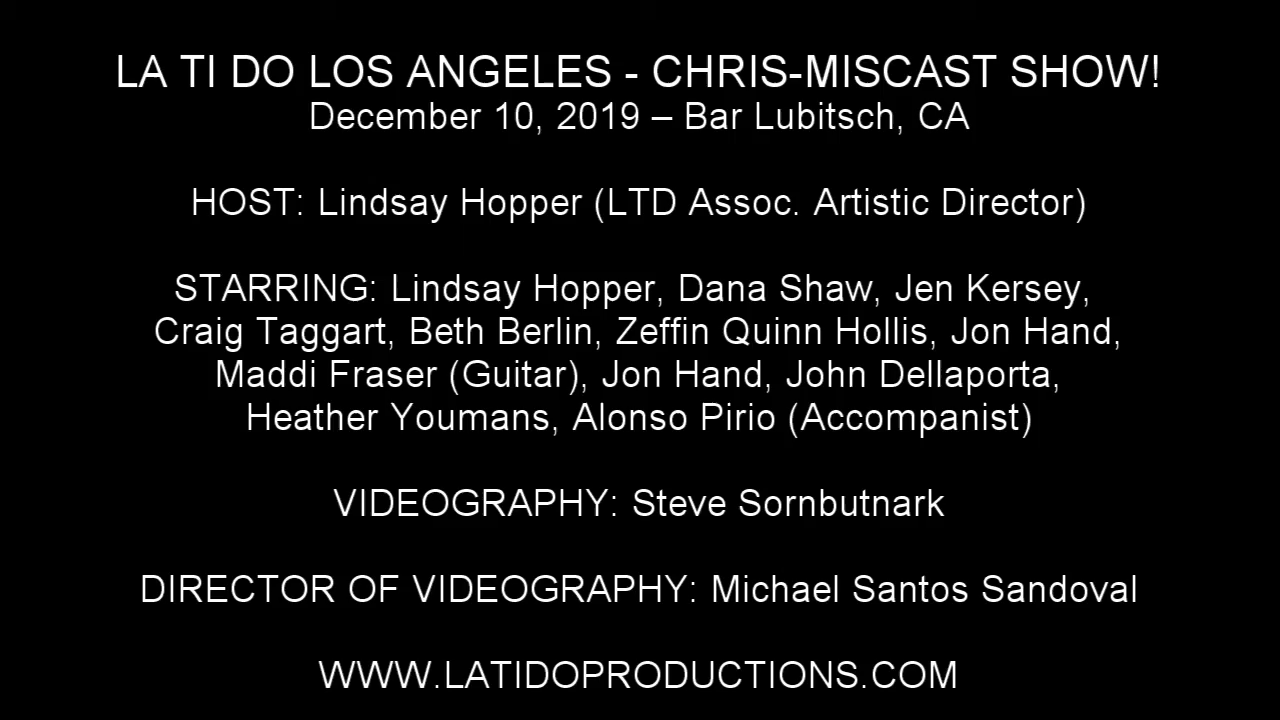 LA TI DO LOS ANGELES - CHRIS-MISCAST SHOW!
December 10, 2019 – Bar Lubitsch, CA
HOST: Lindsay Hopper (LTD Assoc. Artistic Director)
STARRING: Lindsay Hopper, Dana Shaw, Jen Kersey,
Craig Taggart, Beth Berlin, Zeffin Quinn Hollis, Jon Hand,
Maddi Fraser (Guitar), Jon Hand, John Dellaporta,
Heather Youmans, Alonso Pirio (Accompanist)
VIDEOGRAPHY: Steve Sornbutnark
DIRECTOR OF VIDEOGRAPHY: Michael Santos Sandoval
WWW.LATIDOPRODUCTIONS.COM